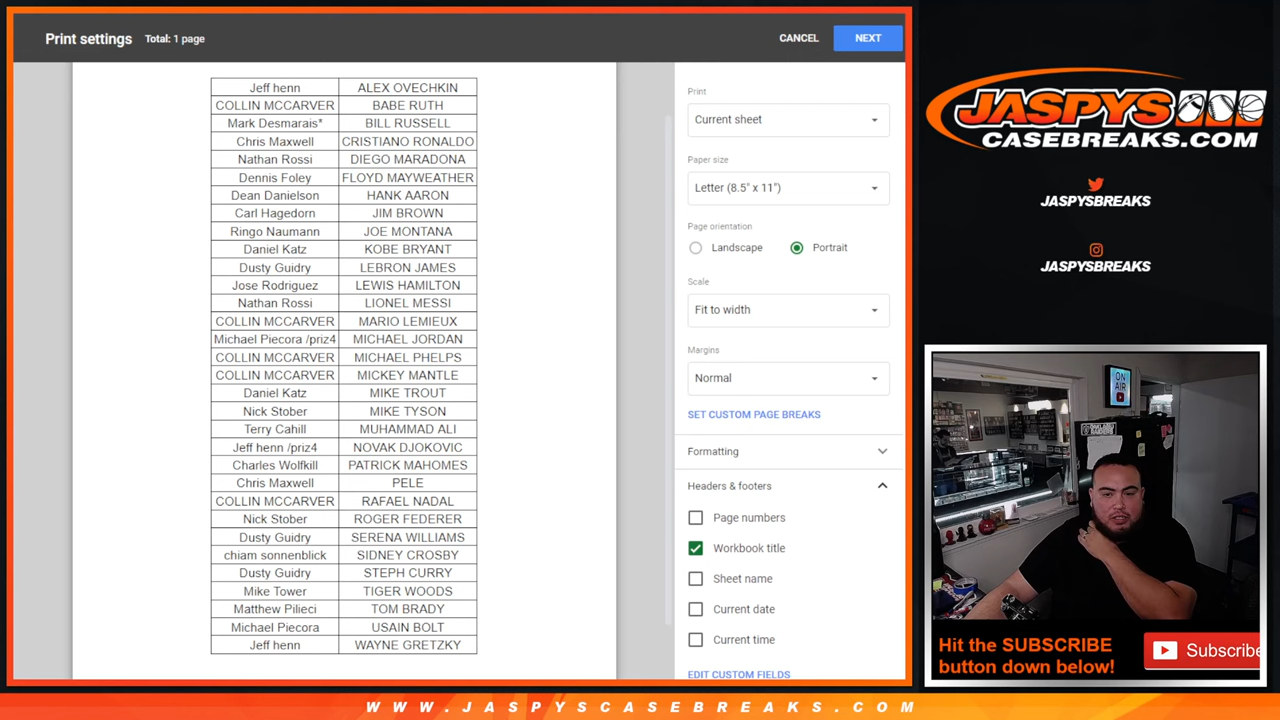 Print settings Total: 1 page
CANCEL NEXT
Jeff henn ALEX OVECHKIN
COLLIN MCCARVER BABE RUTH
Mark Desmarais* BILL RUSSELL
Chris Maxwell CRISTIANO RONALDO
Nathan Rossi DIEGO MARADONA
Dennis Foley FLOYD MAYWEATHER
Dean Danielson HANK AARON
Carl Hagedorn JIM BROWN
Ringo Naumann JOE MONTANA
Daniel Katz KOBE BRYANT
Dusty Guidry LEBRON JAMES
Jose Rodriguez LEWIS HAMILTON
Nathan Rossi LIONEL MESSI
COLLIN MCCARVER MARIO LEMIEUX
Michael Piecora /priz4 MICHAEL JORDAN
COLLIN MCCARVER MICHAEL PHELPS
COLLIN MCCARVER MICKEY MANTLE
Daniel Katz MIKE TROUT
Nick Stober MIKE TYSON
Terry Cahill MUHAMMAD ALI
Jeff henn /priz4 NOVAK DJOKOVIC
Charles Wolfkill PATRICK MAHOMES
Chris Maxwell PELE
COLLIN MCCARVER RAFAEL NADAL
Nick Stober ROGER FEDERER
Dusty Guidry SERENA WILLIAMS
chiam sonnenblick SIDNEY CROSBY
Dusty Guidry STEPH CURRY
Mike Tower TIGER WOODS
Matthew Pilieci TOM BRADY
Michael Piecora USAIN BOLT
Jeff henn WAYNE GRETZKY
Print
Current sheet
Paper size
Letter (8.5" x 11")
Page orientation
Landscape Portrait
Scale
Fit to width
Margins
Normal
SET CUSTOM PAGE BREAKS
Formatting
Headers & footers
Page numbers
Workbook title
Sheet name
Current date
Current time
EDIT CUSTOM FIELDS
JASPYS
CASEBREAKS.COM
JASPYSBREAKS
JASPYSBREAKS
ON
AIR
Hit the SUBSCRIBE
button down below!
Subscribe
WWW.JASPYSCASEBREAKS.COM